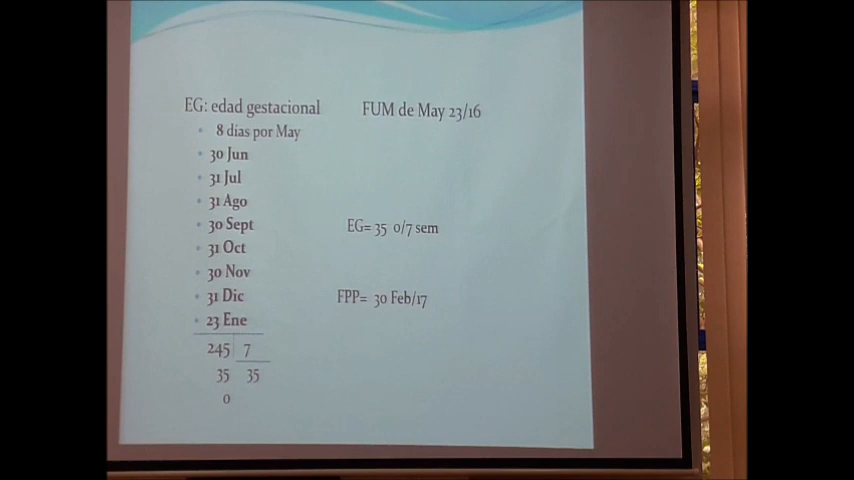 EG: edad gestacional
FUM de May 23/16
8 días por May
30 Jun
31 Jul
31 Ago
30 Sept
31 Oct
30 Nov
31 Dic
23 Ene
245 7
35 35
0
EG= 35 0/7 sem
FPP= 30 Feb/17